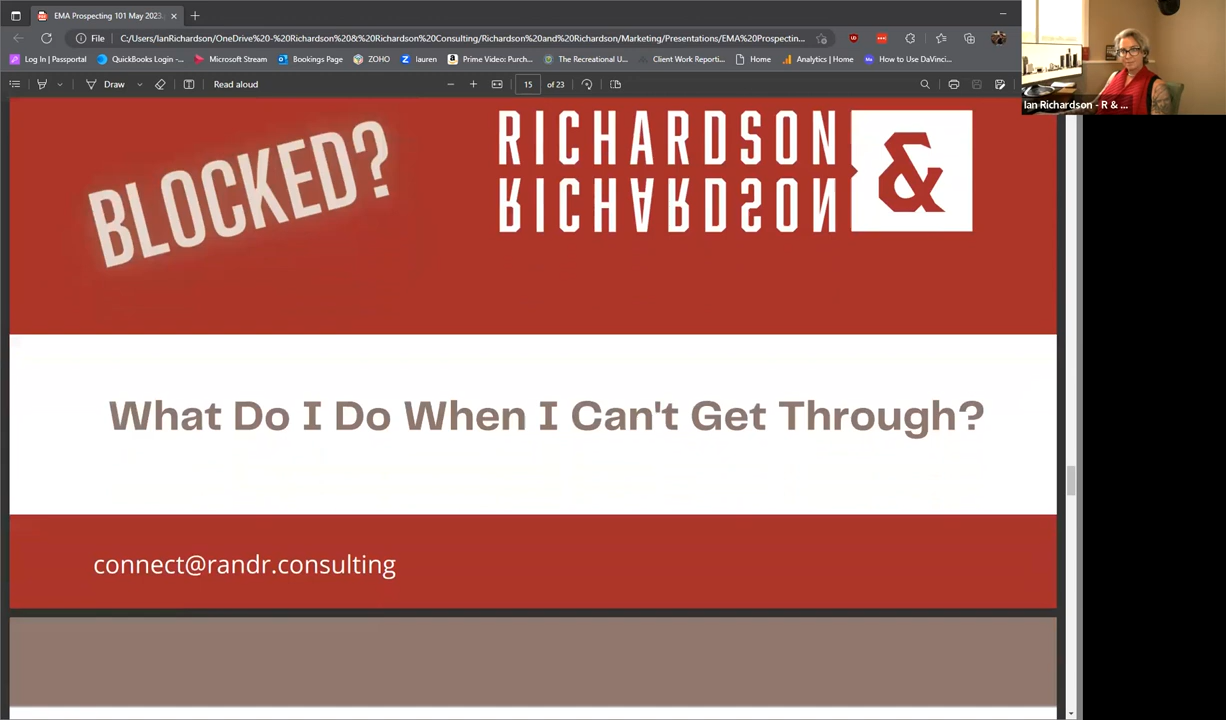 EMA Prospecting 101 May 2023.
File
C:/Users/IanRichardson/OneDrive%20-%20Richardson%20&%20Richardson%20Consulting/Richardson%20and%20Richardson/Marketing/Presentations/EMA%20Prospectin...
Log In | Passportal
QuickBooks Login -...
Microsoft Stream
Bookings Page
ZOHO
lauren
Prime Video: Purch...
The Recreational U...
Client Work Reporti...
Home
Analytics | Home
How to Use DaVinci...
Draw
Read aloud
15
of 23
Ian Richardson - R & ...
BLOCKED?
RICHARDSON
&
RICHARDSON
What Do I Do When I Can't Get Through?
connect@randr.consulting